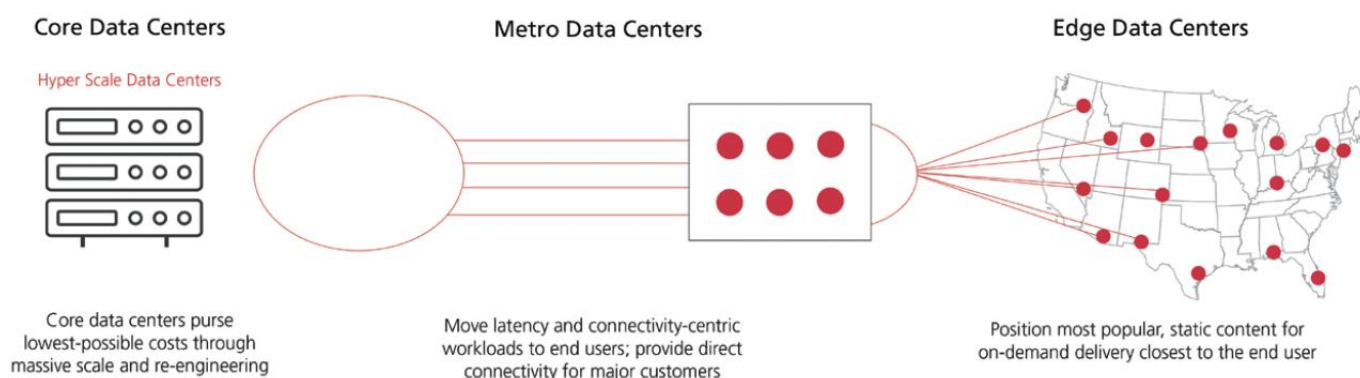 Core Data Centers
Metro Data Centers
Edge Data Centers
Hyper Scale Data Centers
Core data centers purse
lowest-possible costs through
massive scale and re-engineering
Move latency and connectivity-centric
workloads to end users; provide direct
connectivity for major customers
Position most popular, static content for
on-demand delivery closest to the end user